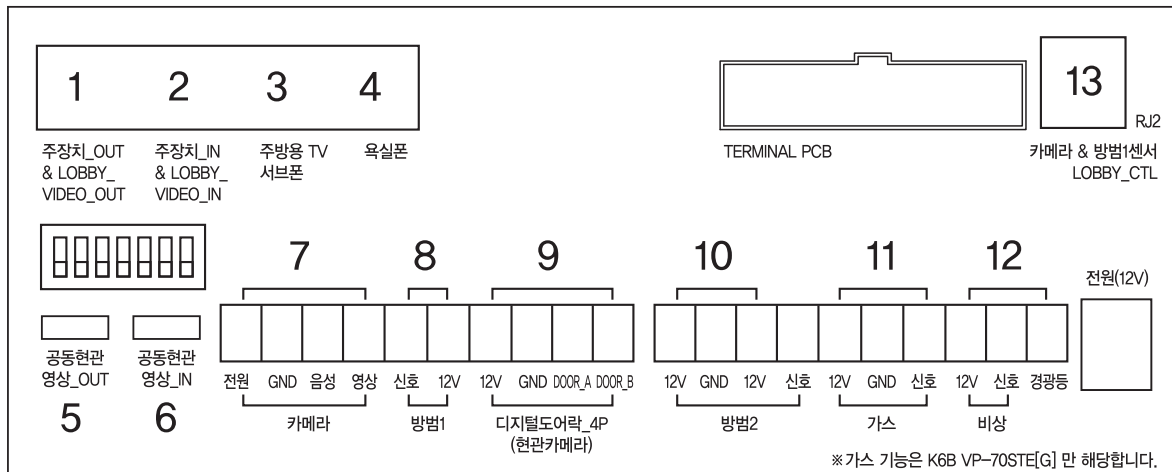 1 2 3 4
주장치_OUT
& LOBBY_
VIDEO_OUT
주장치_IN
& LOBBY_
VIDEO_IN
주방용 TV
서브폰
욕실폰
TERMINAL PCB
13
RJ2
카메라 & 방범1센서
LOBBY_CTL
공동현관
영상_OUT
5
공동현관
영상_IN
6
7 8 9 10 11 12
전원(12V)
전원 GND 음성 영상 신호 12V 12V GND DOOR_A DOOR_B 12V GND 12V 신호 12V GND 신호 12V 신호 경광등
카메라 방범1 디지털도어락_4P 방범2 가스 비상
(현관카메라)
※가스 기능은 K6B VP-70STE[G] 만 해당합니다.